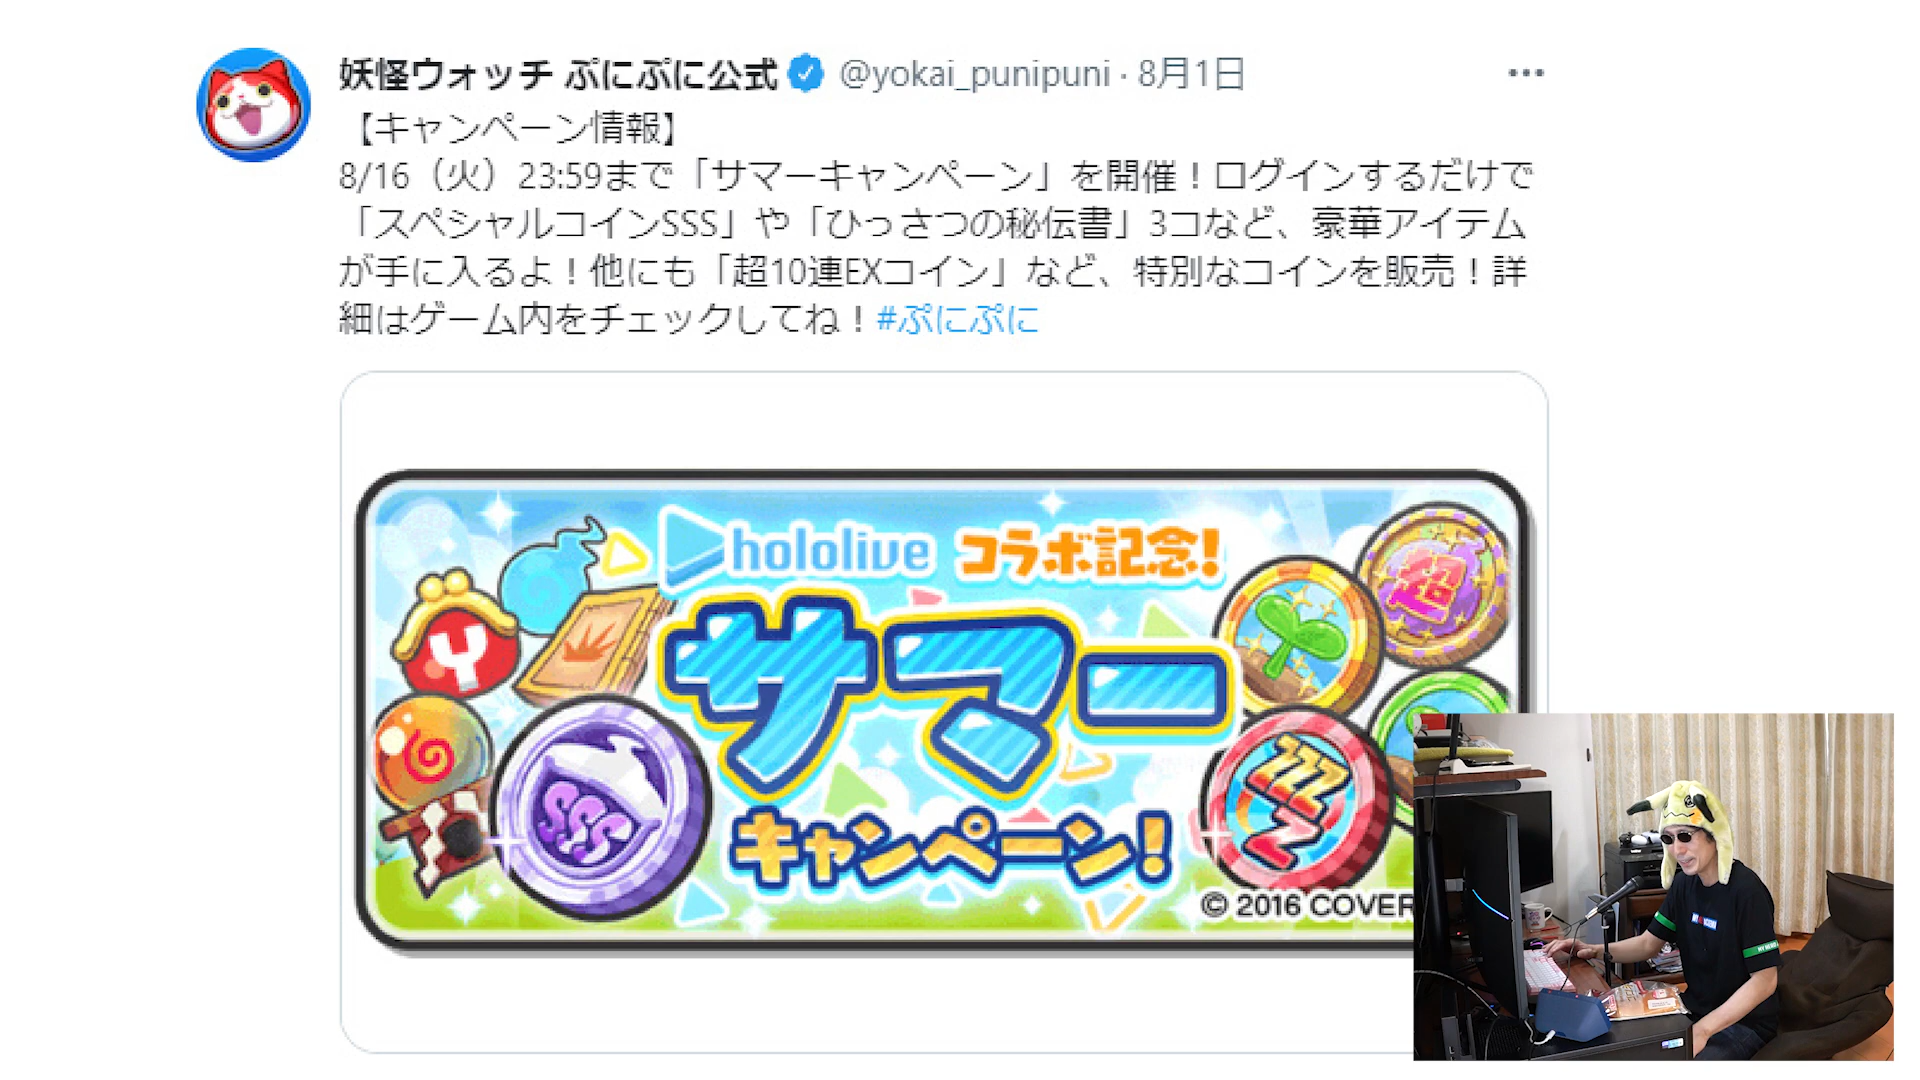 妖怪ウォッチ ぷにぷに公式 @yokai_punipuni · 8月1日
【キャンペーン情報】
8/16（火）23:59まで「サマーキャンペーン」を開催！ログインするだけで
「スペシャルコインSSS」や「ひっさつの秘伝書」3コなど、豪華アイテム
が手に入るよ！他にも「超10連EXコイン」など、特別なコインを販売！詳
細はゲーム内をチェックしてね！#ぷにぷに
hololive コラボ記念！
超
Y
サマー
SSS
ZZZ
Z
キャンペーン！
© 2016 COVER